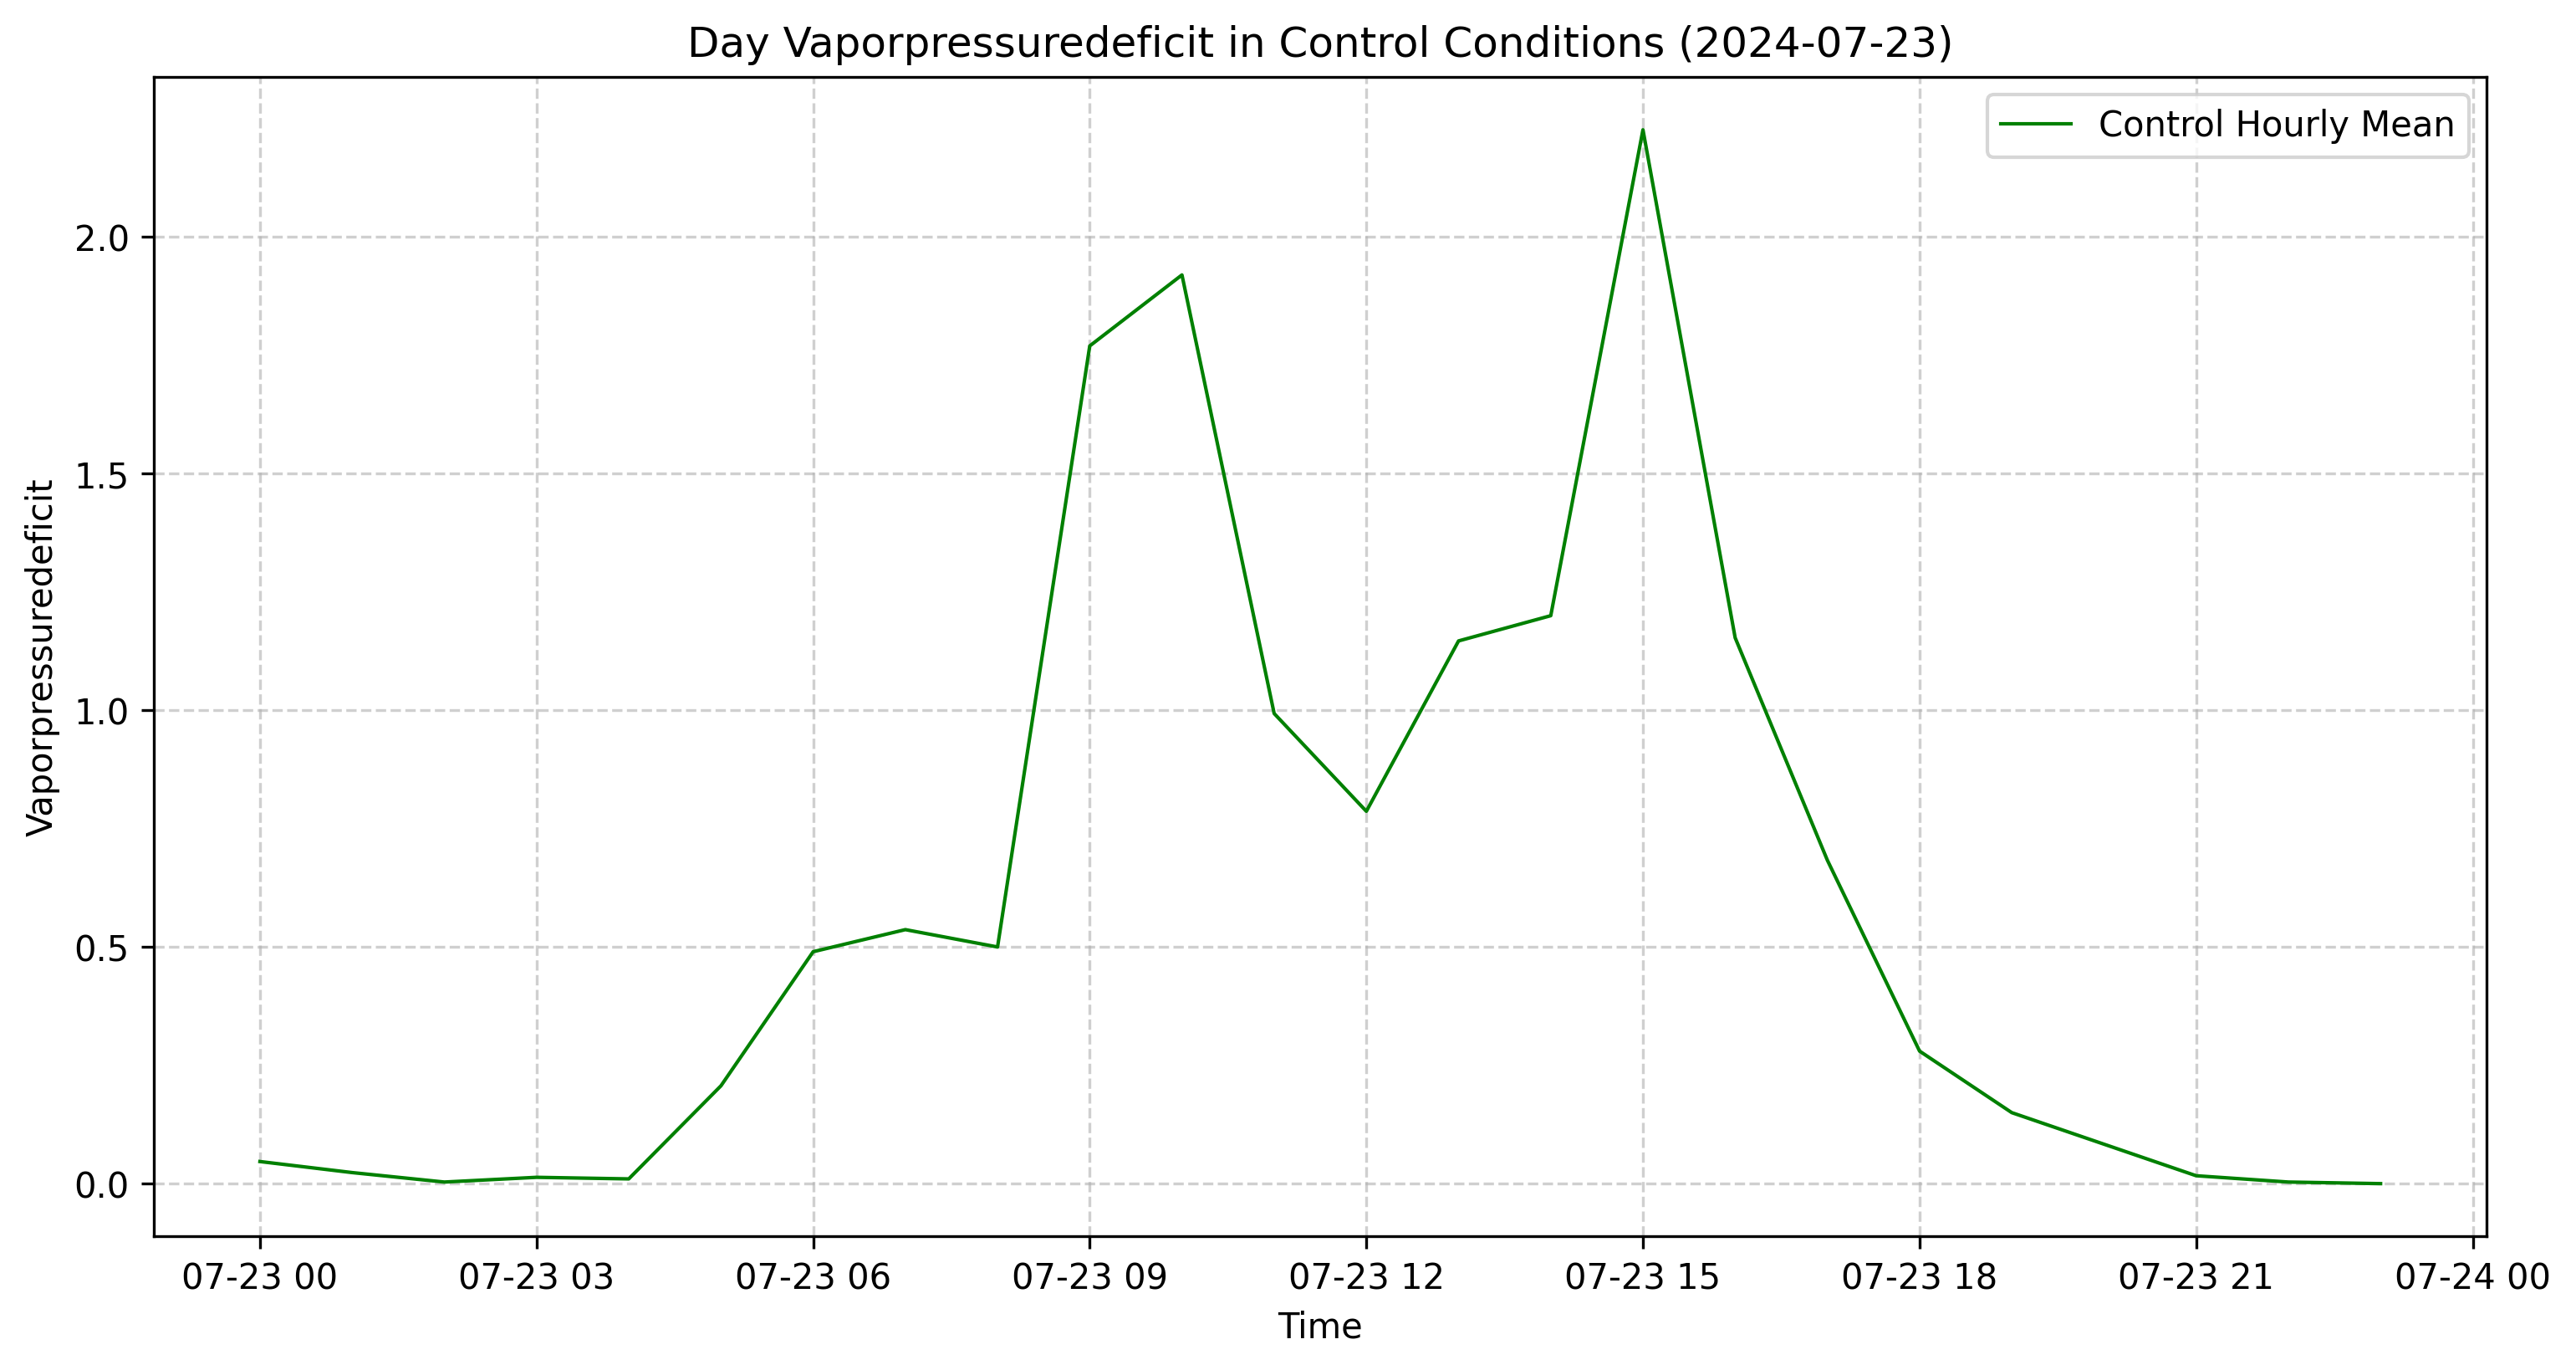 Day Vaporpressuredeficit in Control Conditions (2024-07-23)
Control Hourly Mean
Vaporpressuredeficit
2.0
1.5
1.0
0.5
0.0
07-23 00 07-23 03 07-23 06 07-23 09 07-23 12 07-23 15 07-23 18 07-23 21 07-24 00
Time